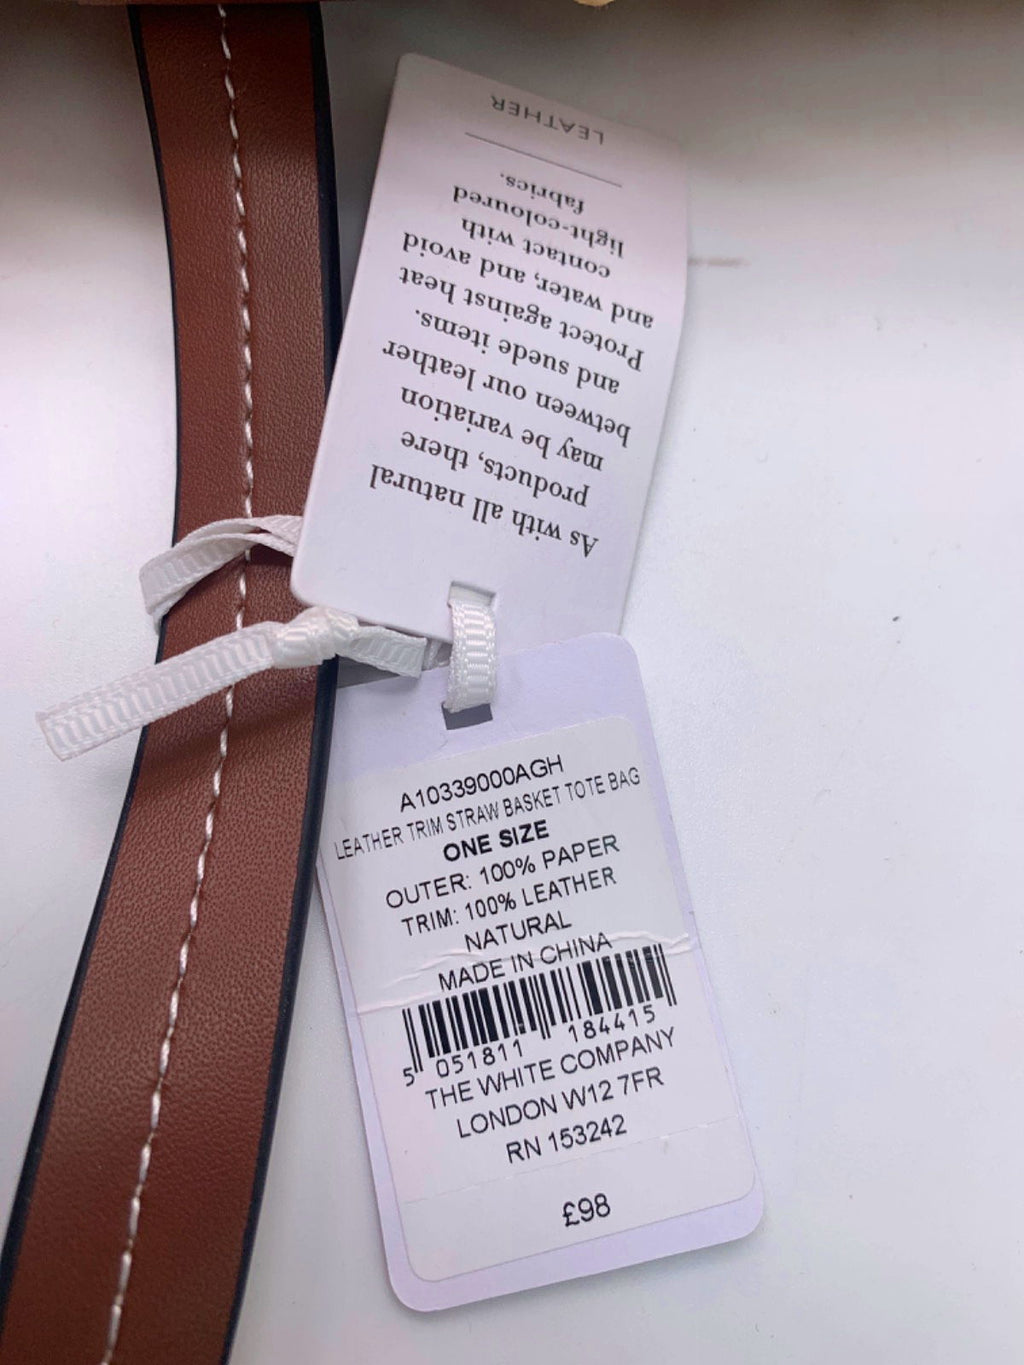 LEATHER
As with all natural
products, there
may be variation
between our leather
and suede items.
Protect against heat
and water, and avoid
contact with
light-coloured
fabrics.
A10339000AGH
LEATHER TRIM STRAW BASKET TOTE BAG
ONE SIZE
OUTER: 100% PAPER
TRIM: 100% LEATHER
NATURAL
MADE IN CHINA
5 051811 184415
THE WHITE COMPANY
LONDON W12 7FR
RN 153242
£98